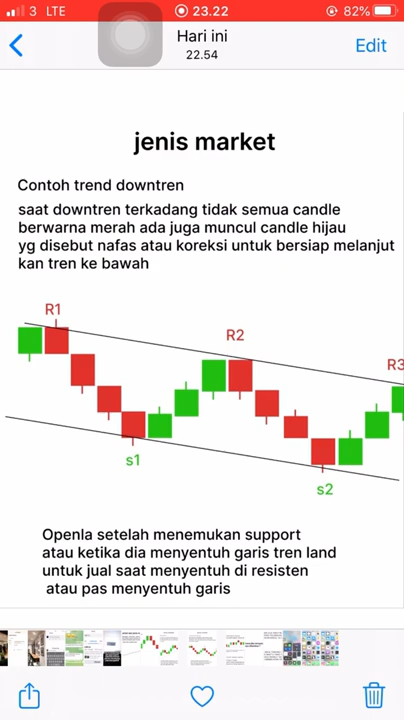 3 LTE
23.22
82%
Hari ini
22.54
Edit
jenis market
Contoh trend downtren
saat downtren terkadang tidak semua candle
berwarna merah ada juga muncul candle hijau
yg disebut nafas atau koreksi untuk bersiap melanjut
kan tren ke bawah
R1
R2
R3
s1
s2
Openla setelah menemukan support
atau ketika dia menyentuh garis tren land
untuk jual saat menyentuh di resisten
atau pas menyentuh garis